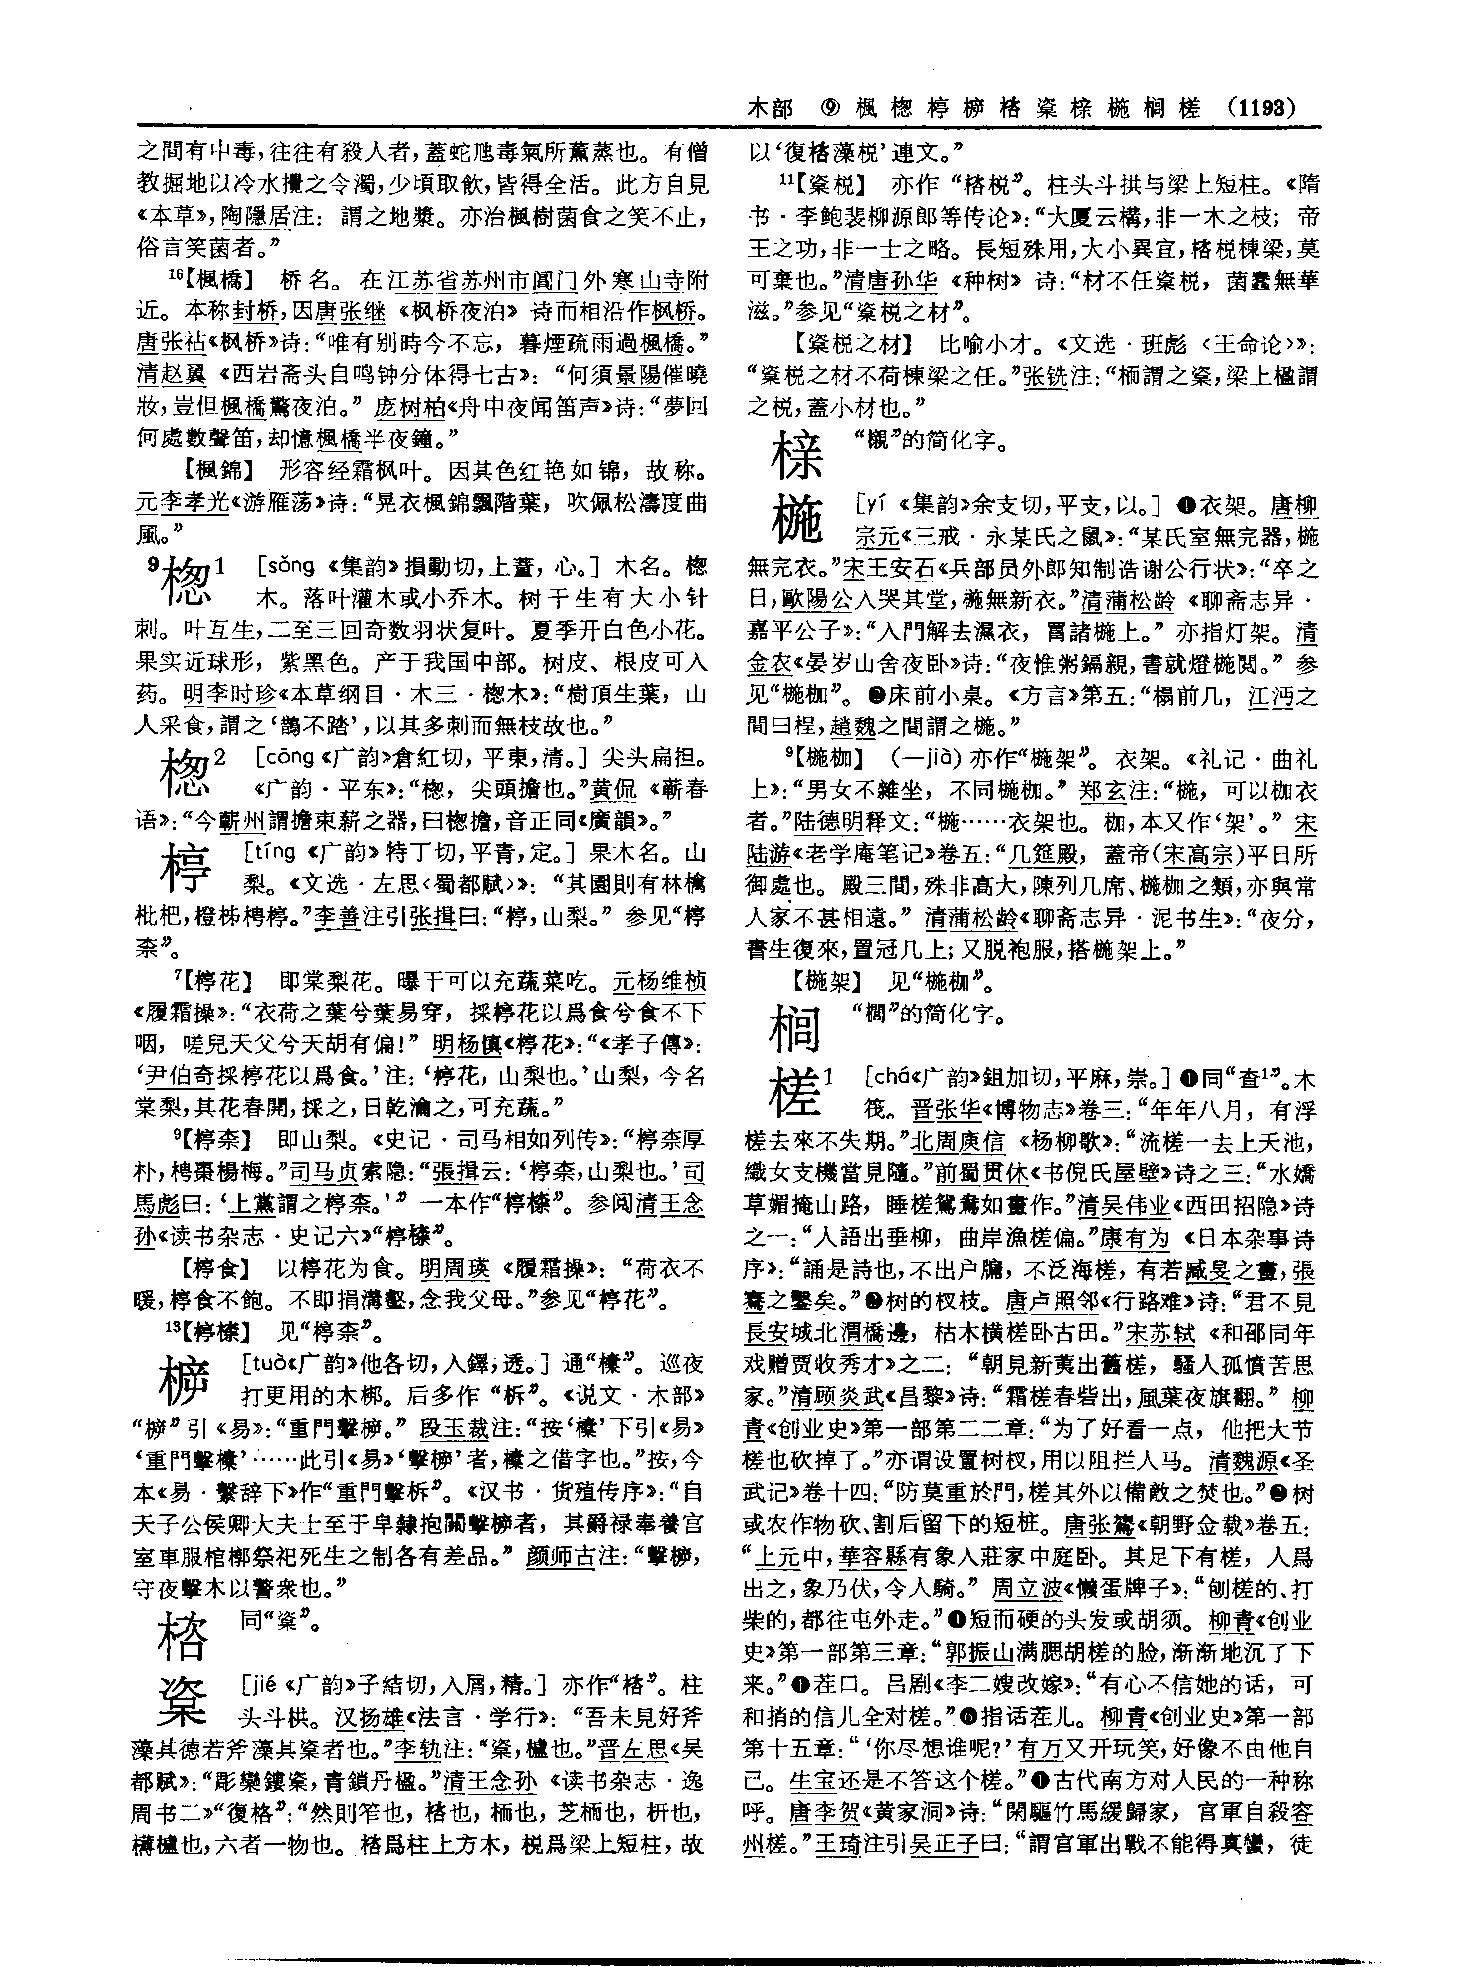 木部 ⑨ 楓 楤 楟 㯐 楶 榇 椸 榈 槎 (1193)
之間有中毒，往往有殺人者，蓋蛇虺毒氣所薰蒸也。有僧
教掘地以冷水攪之令濁，少頃取飲，皆得全活。此方自見
《本草》，陶隱居注：謂之地漿。亦治楓樹菌食之笑不止，
俗言笑菌者。”
16【楓橋】 桥名。在江苏省苏州市阊门外寒山寺附
近。本称封桥，因唐张继《枫桥夜泊》诗而相沿作枫桥。
唐张祜《枫桥》诗：“唯有别時今不忘，暮煙疏雨過楓橋。”
清赵翼《西岩斋头自鸣钟分体得七古》：“何須景陽催曉
妝，豈但楓橋驚夜泊。”庞树柏《舟中夜闻笛声》诗：“夢回
何處數聲笛，却憶楓橋半夜鐘。”
【楓錦】 形容经霜枫叶。因其色红艳如锦，故称。
元李孝光《游雁荡》诗：“晃衣楓錦飄階葉，吹佩松濤度曲
風。”
9楤1 [sǒng《集韵》損動切，上董，心。]木名。楤
木。落叶灌木或小乔木。树干生有大小针
刺。叶互生，二至三回奇数羽状复叶。夏季开白色小花。
果实近球形，紫黑色。产于我国中部。树皮、根皮可入
药。明李时珍《本草纲目·木三·楤木》：“樹頂生葉，山
人采食，謂之‘鵲不踏’，以其多刺而無枝故也。”
楤2 [cōng《广韵》倉紅切，平東，清。]尖头扁担。
《广韵·平东》：“楤，尖頭擔也。”黄侃《蕲春
语》：“今蘄州謂擔束薪之器，曰楤擔，音正同《廣韻》。”
楟 [tíng《广韵》特丁切，平青，定。]果木名。山
梨。《文选·左思〈蜀都赋〉》：“其園則有林檎
枇杷，橙柹梬楟。”李善注引张揖曰：“楟，山梨。”参见“楟
柰”。
7【楟花】 即棠梨花。曝干可以充蔬菜吃。元杨维桢
《履霜操》：“衣荷之葉兮葉易穿，採楟花以爲食兮食不下
咽，嗟兒天父兮天胡有偏！”明杨慎《楟花》：“《孝子傳》：
‘尹伯奇採楟花以爲食。’注：‘楟花，山梨也。’山梨，今名
棠梨，其花春開，採之，日乾瀹之，可充蔬。”
9【楟柰】 即山梨。《史记·司马相如列传》：“楟柰厚
朴，梬棗楊梅。”司马贞索隐：“張揖云：‘楟柰，山梨也。’司
馬彪曰：‘上黨謂之楟柰。’”一本作“楟㮏”。参阅清王念
孙《读书杂志·史记六》“楟㮏”。
【楟食】 以楟花为食。明周瑛《履霜操》：“荷衣不
暖，楟食不飽。不即捐溝壑，念我父母。”参见“楟花”。
13【楟㮏】 见“楟柰”。
[tuò《广韵》他各切，入鐸，透。]通“㯓”。巡夜
打更用的木梆。后多作“柝”。《说文·木部》
‘重門擊㯓’……
天子公侯卿大夫士至于皁隸抱關擊㯐者，其爵禄奉養宫
室車服棺槨祭祀死生之制各有差品。”颜师古注：“擊㯐，
守夜擊木以警衆也。”
同“楶”。
楶 [jié《广韵》子結切，入屑，精。]亦作“㮮”。柱
头斗栱。汉扬雄《法言·学行》：“吾未見好斧
藻其德若斧藻其楶者也。”李轨注：“楶，櫨也。”晋左思《吴
都赋》：“彫欒鏤楶，青鎖丹楹。”清王念孙《读书杂志·逸
周书二》“復格”：“然則笮也，㮮也，栭也，芝栭也，枅也，
欂櫨也，六者一物也。㮮爲柱上方木，棁爲梁上短柱，故
以‘復㮮藻棁’連文。”
11【楶棁】 亦作“㮮棁”。柱头斗拱与梁上短柱。《隋
书·李鲍裴柳源郎等传论》：“大厦云構，非一木之枝；帝
王之功，非一士之略。長短殊用，大小異宜，㮮棁棟梁，莫
可棄也。”清唐孙华《种树》诗：“材不任楶棁，菌蠢無華
滋。”参见“楶棁之材”。
【楶棁之材】 比喻小才。《文选·班彪〈王命论〉》：
“楶棁之材不荷棟梁之任。”张铣注：“栭謂之楶，梁上楹謂
之棁，蓋小材也。”
榇 “櫬”的简化字。
椸 [yí《集韵》余支切，平支，以。]❶衣架。唐柳
宗元《三戒·永某氏之鼠》：“某氏室無完器，椸
無完衣。”宋王安石《兵部员外郎知制诰谢公行状》：“卒之
日，歐陽公入哭其堂，椸無新衣。”清蒲松龄《聊斋志异·
嘉平公子》：“入門解去濕衣，罥諸椸上。”亦指灯架。清
金农《晏岁山舍夜卧》诗：“夜惟粥鎘親，書就燈椸閲。”参
见“椸枷”。❷床前小桌。《方言》第五：“榻前几，江沔之
間曰桯，趙魏之間謂之椸。”
9【椸枷】 （—jià）亦作“椸架”。衣架。《礼记·曲礼
上》：“男女不雜坐，不同椸枷。”郑玄注：“椸，可以枷衣
者。”陆德明释文：“椸……衣架也。枷，本又作‘架’。”宋
陆游《老学庵笔记》卷五：“几筵殿，蓋帝（宋高宗）平日所
御處也。殿三間，殊非高大，陳列几席、椸枷之類，亦與常
人家不甚相遠。”清蒲松龄《聊斋志异·泥书生》：“夜分，
書生復來，置冠几上；又脱袍服，搭椸架上。”
【椸架】 见“椸枷”。
榈 “櫚”的简化字。
槎1 [chá《广韵》鉏加切，平麻，崇。]❶同“查1”。木
筏。晋张华《博物志》卷三：“年年八月，有浮
槎去來不失期。”北周庾信《杨柳歌》：“流槎一去上天池，
織女支機當見隨。”前蜀贯休《书倪氏屋壁》诗之三：“水嬌
草媚掩山路，睡槎鴛鴦如畫作。”清吴伟业《西田招隐》诗
之一：“人語出垂柳，曲岸漁槎偏。”康有为《日本杂事诗
序》：“誦是詩也，不出户牖，不泛海槎，有若臧旻之畫，張
騫之鑿矣。”❷树的杈枝。唐卢照邻《行路难》诗：“君不見
長安城北渭橋邊，枯木横槎卧古田。”宋苏轼《和邵同年
戏赠贾收秀才》之二：“朝見新荑出舊槎，騷人孤憤苦思
家。”清顾炎武《昌黎》诗：“霜槎春砦出，風葉夜旗翻。”柳
青《创业史》第一部第二二章：“为了好看一点，他把大节
槎也砍掉了。”亦谓设置树杈，用以阻拦人马。清魏源《圣
武记》卷十四：“防莫重於門，槎其外以備敵之焚也。”❸树
或农作物砍、割后留下的短桩。唐张鷟《朝野佥载》卷五：
“上元中，華容縣有象入莊家中庭卧。其足下有槎，人爲
出之，象乃伏，令人騎。”周立波《懒蛋牌子》：“刨槎的、打
柴的，都往屯外走。”❹短而硬的头发或胡须。柳青《创业
史》第一部第三章：“郭振山满腮胡槎的脸，渐渐地沉了下
来。”❺茬口。吕剧《李二嫂改嫁》：“有心不信她的话，可
和捎的信儿全对槎。”❻指话茬儿。柳青《创业史》第一部
第十五章：“‘你尽想谁呢？’有万又开玩笑，好像不由他自
己。生宝还是不答这个槎。”❼古代南方对人民的一种称
呼。唐李贺《黄家洞》诗：“閑驅竹馬緩歸家，官軍自殺容
州槎。”王琦注引吴正子曰：“謂官軍出戰不能得真蠻，徒